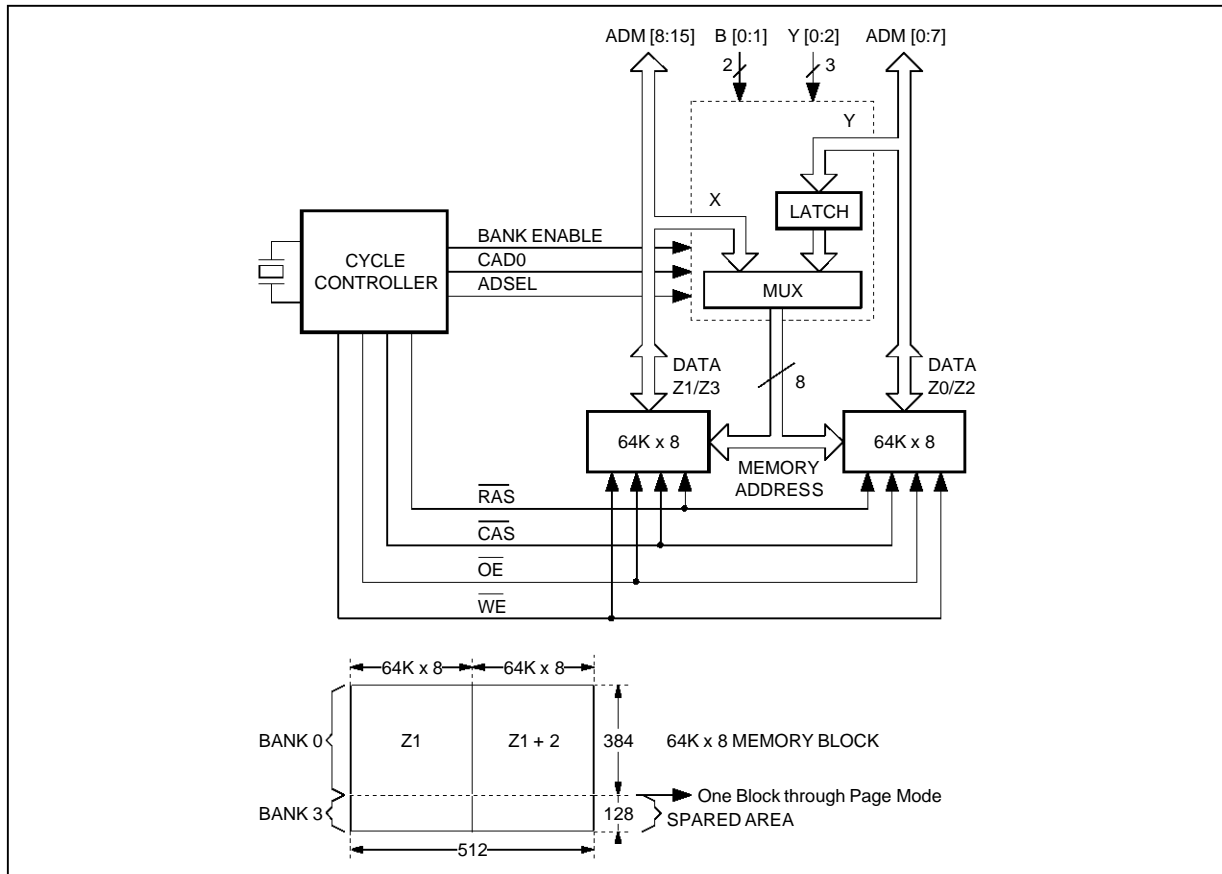 ADM [8:15] B [0:1] Y [0:2] ADM [0:7]
2 3
Y
X
LATCH
BANK ENABLE
CYCLE
CONTROLLER
CAD0
ADSEL
MUX
DATA
Z1/Z3
8
DATA
Z0/Z2
64K x 8
64K x 8
MEMORY
ADDRESS
RAS
CAS
OE
WE
64K x 8 64K x 8
BANK 0 Z1 Z1 + 2 384 64K x 8 MEMORY BLOCK
One Block through Page Mode
BANK 3 128 SPARED AREA
512